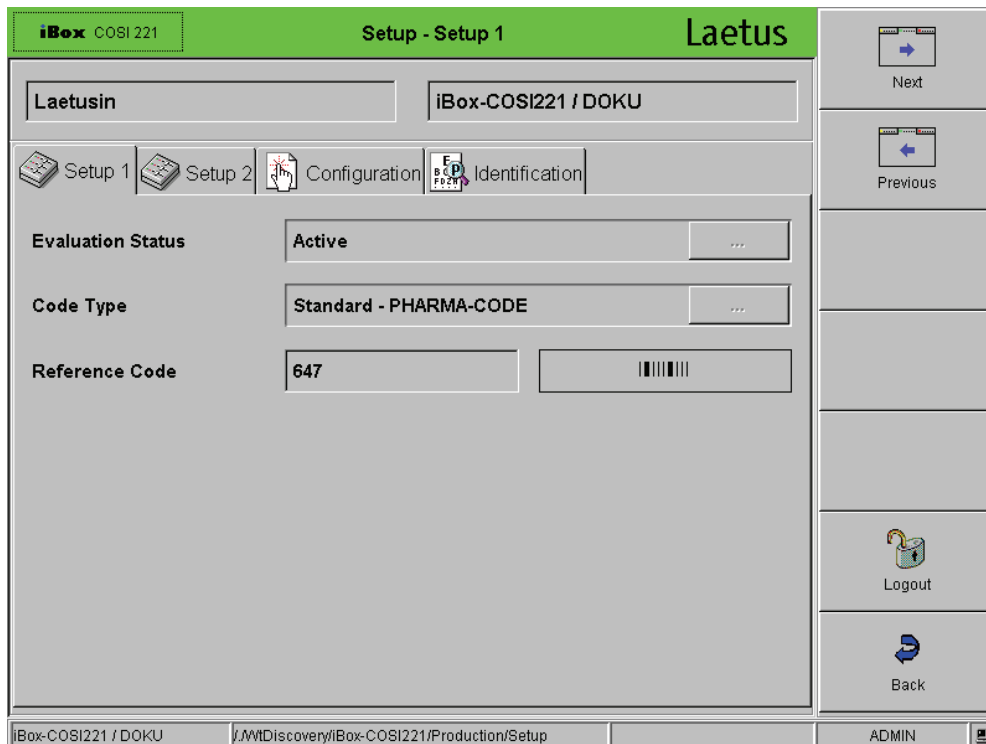 iBox COSI 221
Setup - Setup 1
Laetus
Laetusin
iBox-COSI221 / DOKU
Setup 1
Setup 2
Configuration
Identification
Evaluation Status
Active
...
Code Type
Standard - PHARMA-CODE
...
Reference Code
647
Next
Previous
Logout
Back
iBox-COSI221 / DOKU
/./WtDiscovery/iBox-COSI221/Production/Setup
ADMIN